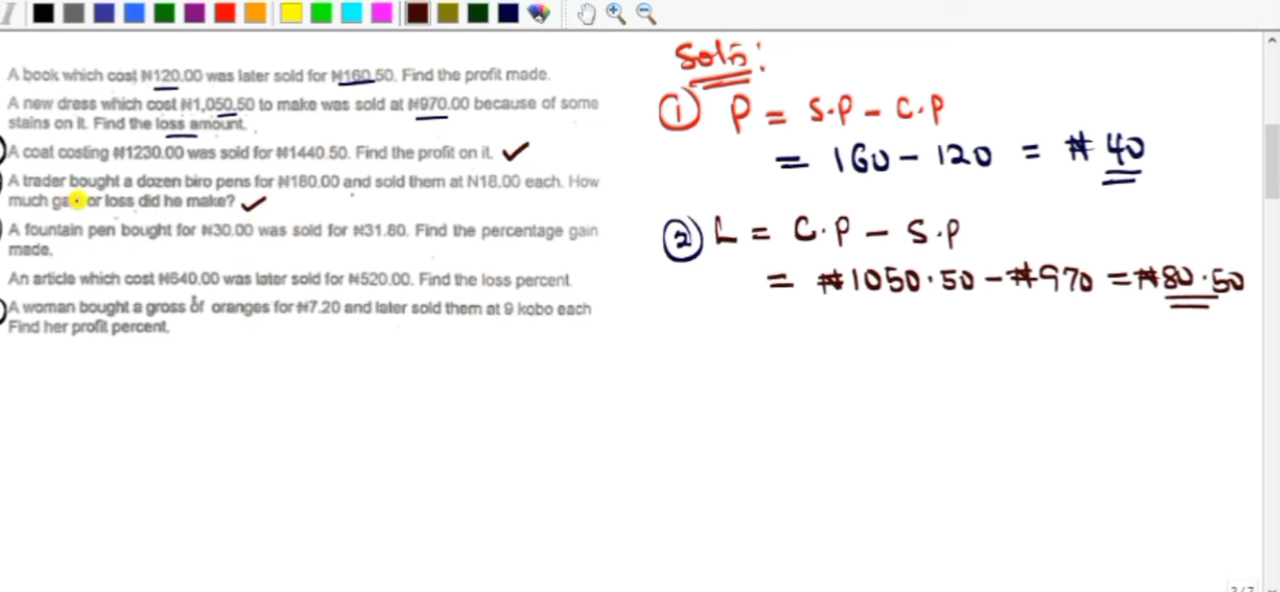 A book which cost ₦120.00 was later sold for ₦160.50. Find the profit made.
A new dress which cost ₦1,050.50 to make was sold at ₦970.00 because of some
stains on it. Find the loss amount.
A coat costing ₦1230.00 was sold for ₦1440.50. Find the profit on it.
A trader bought a dozen biro pens for ₦180.00 and sold them at N18.00 each. How
much or loss did he make?
A fountain pen bought for ₦30.00 was sold for ₦31.80. Find the percentage gain
made.
An article which cost ₦640.00 was later sold for ₦520.00. Find the loss percent.
A woman bought a gross of oranges for ₦7.20 and later sold them at 9 kobo each
Find her profit percent.
Soln:
① P = S.P - C.P
= 160 - 120 = ₦ 40
② L = C.P - S.P
= ₦1050.50 - ₦970 = ₦80.50